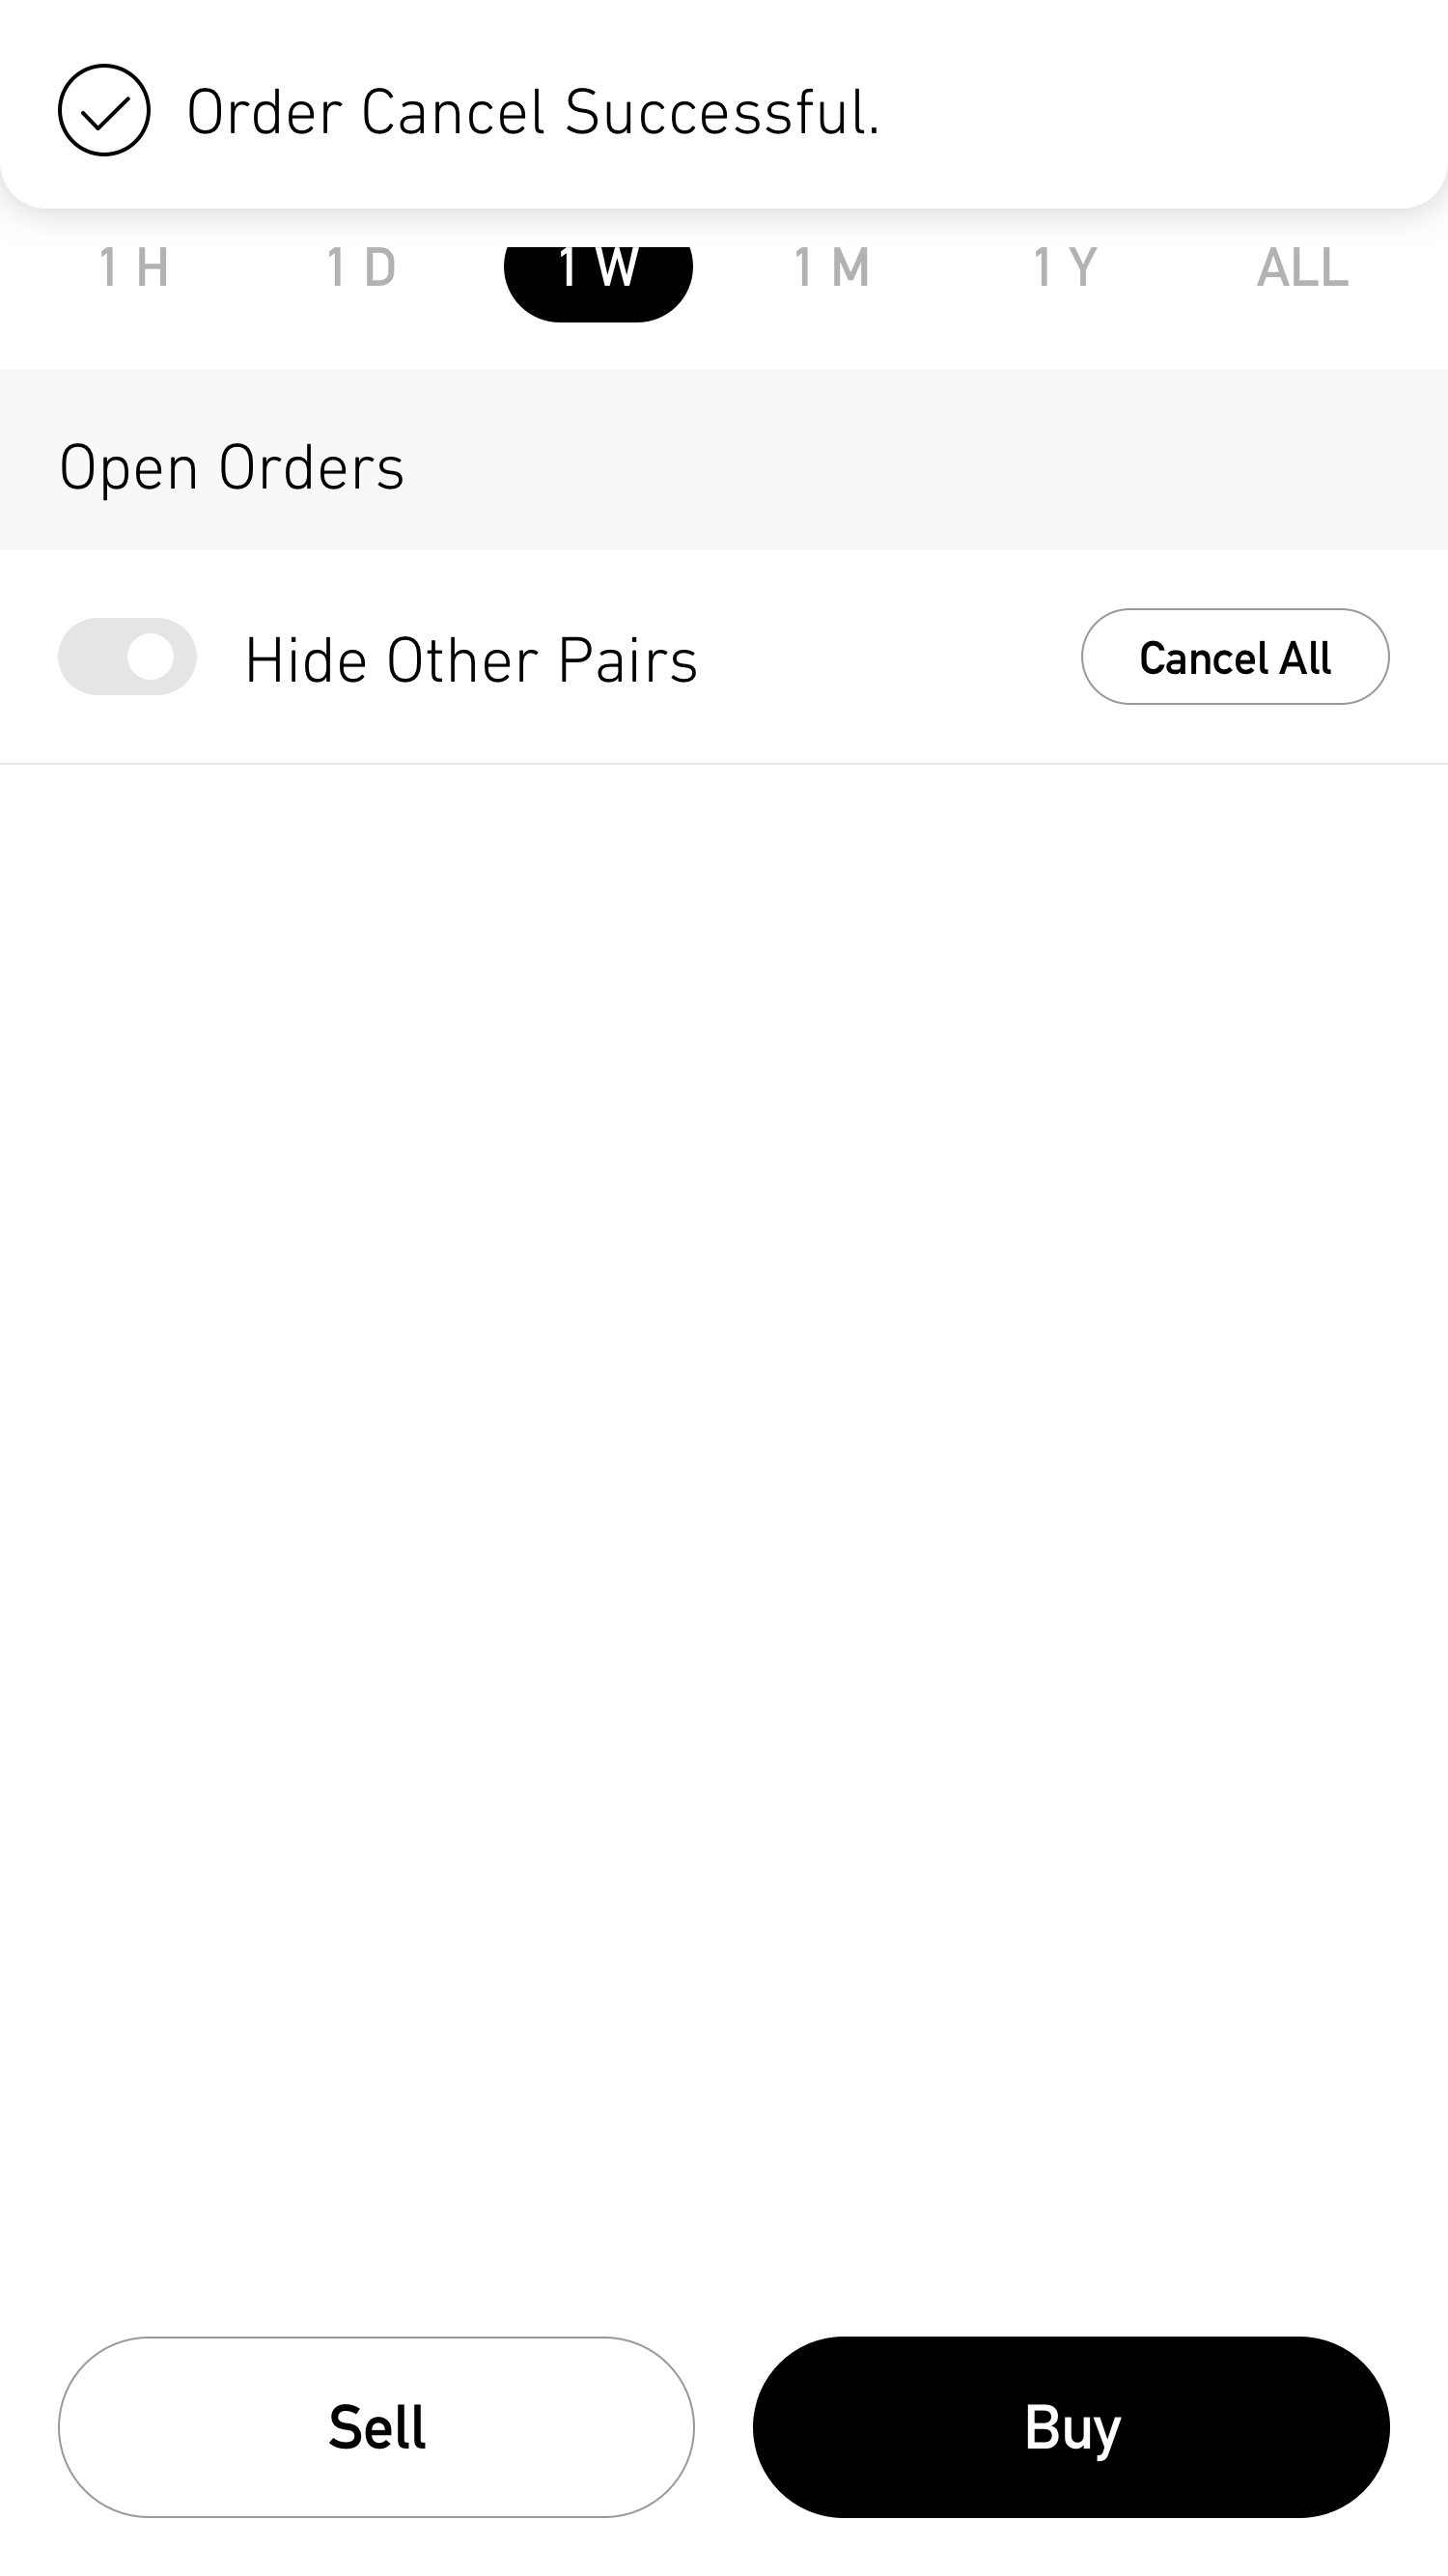 Order Cancel Successful.
1 H 1 D 1 W 1 M 1 Y ALL
Open Orders
Hide Other Pairs Cancel All
Sell Buy